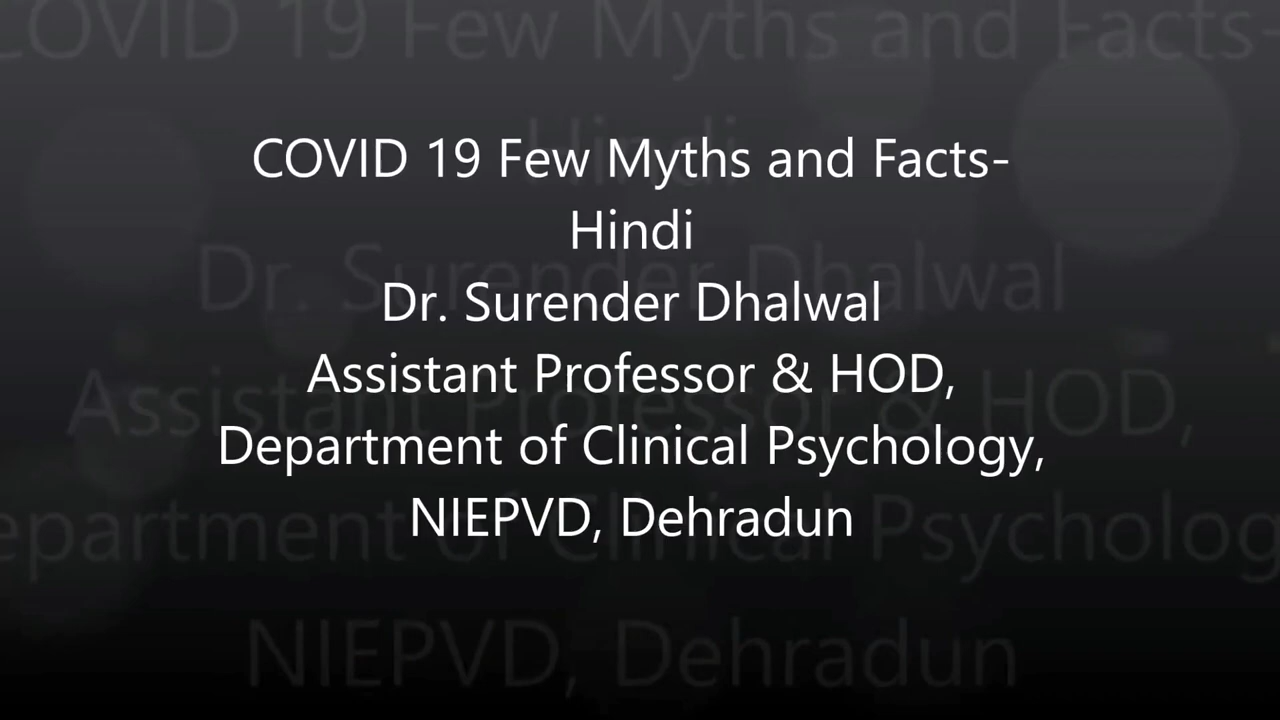 COVID 19 Few Myths and Facts-
Hindi
Dr. Surender Dhalwal
Assistant Professor & HOD,
Department of Clinical Psychology,
NIEPVD, Dehradun